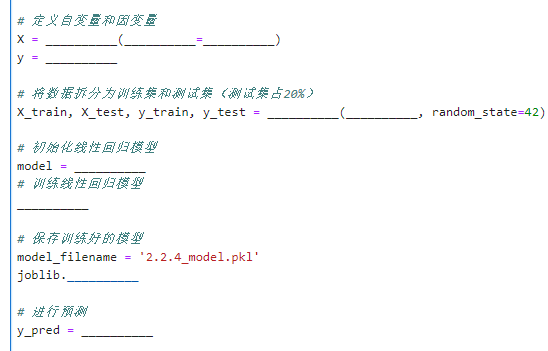 # 定义自变量和因变量
X = __________(__________=__________)
y = __________
# 将数据拆分为训练集和测试集（测试集占20%）
X_train, X_test, y_train, y_test = __________(__________, random_state=42)
# 初始化线性回归模型
model = __________
# 训练线性回归模型
__________
# 保存训练好的模型
model_filename = '2.2.4_model.pkl'
joblib.__________
# 进行预测
y_pred = __________